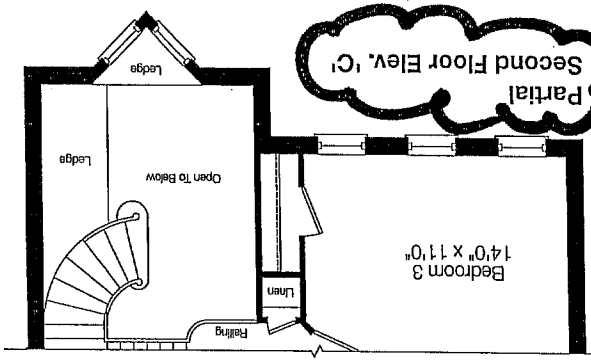 Railing
Linen
Bedroom 3
14'0" x 11'0"
Open To Below
Ledge
Ledge
Partial
Second Floor Elev. 'C'